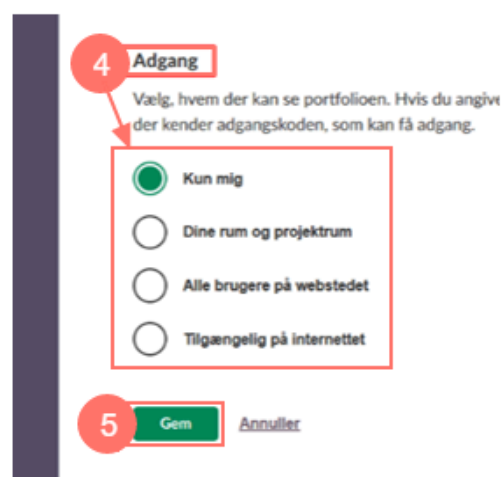 4 Adgang
Vælg, hvem der kan se portfolioen. Hvis du angive
der kender adgangskoden, som kan få adgang.
Kun mig
Dine rum og projektrum
Alle brugere på webstedet
Tilgængelig på internettet
5 Gem Annuller